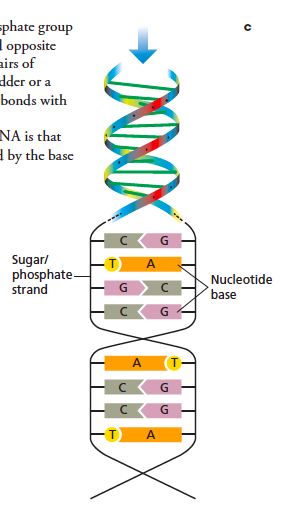 sphate group
l opposite
airs of
dder or a
bonds with
NA is that
d by the base
c
C G
T A
Sugar/
phosphate
strand
G C
Nucleotide
base
C G
A T
C G
C G
T A